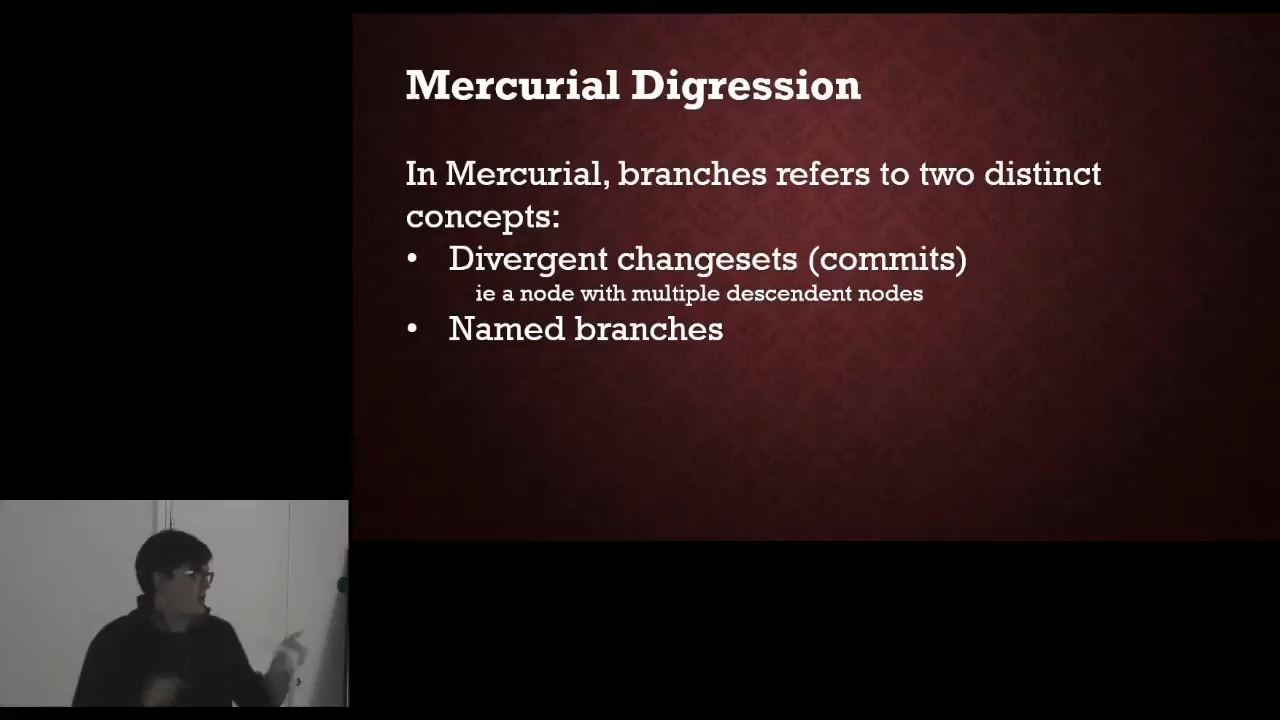 Mercurial Digression
In Mercurial, branches refers to two distinct
concepts:
• Divergent changesets (commits)
ie a node with multiple descendent nodes
• Named branches